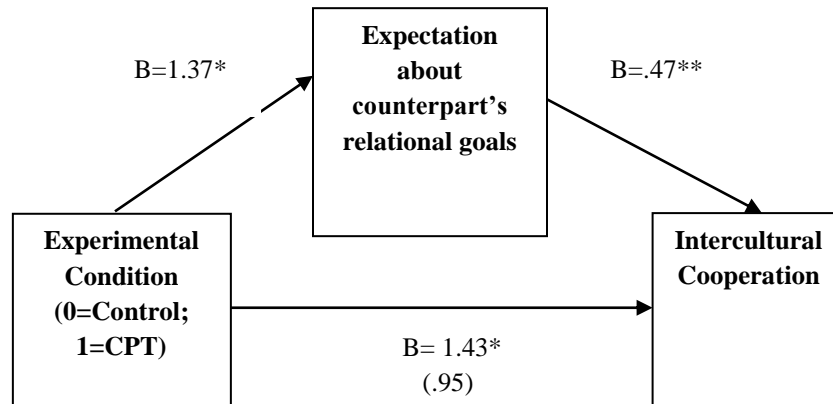 Expectation
about
counterpart’s
relational goals
B=1.37*
B=.47**
Experimental
Condition
(0=Control;
1=CPT)
Intercultural
Cooperation
B= 1.43*
(.95)